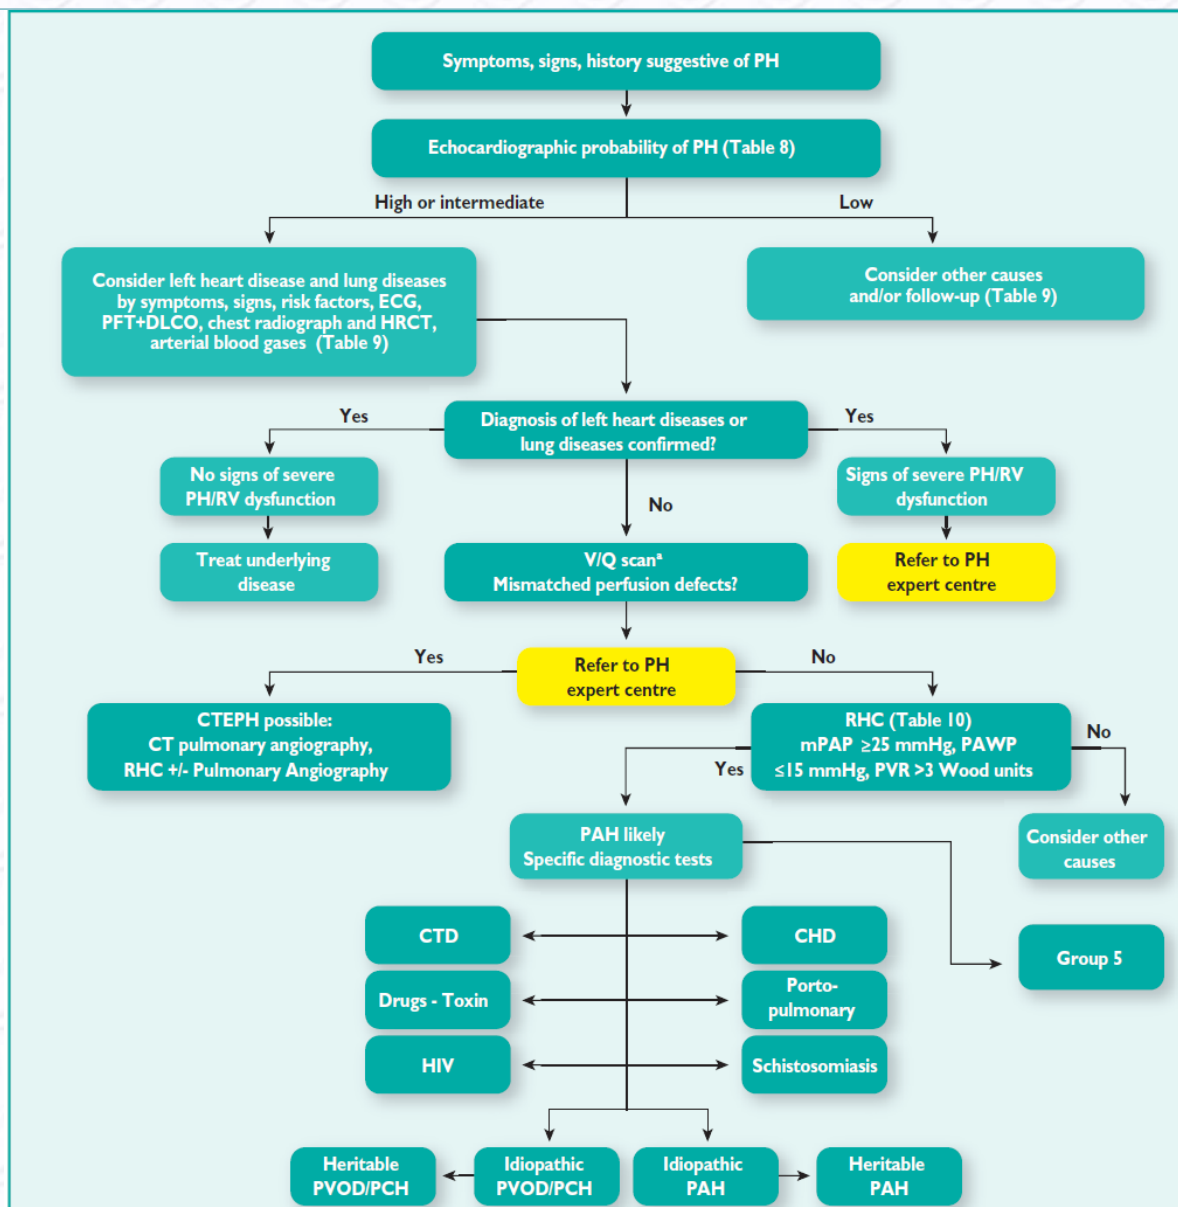 Symptoms, signs, history suggestive of PH
Echocardiographic probability of PH (Table 8)
High or intermediate
Low
Consider left heart disease and lung diseases
by symptoms, signs, risk factors, ECG,
PFT+DLCO, chest radiograph and HRCT,
arterial blood gases (Table 9)
Consider other causes
and/or follow-up (Table 9)
Yes
Diagnosis of left heart diseases or
lung diseases confirmed?
Yes
No signs of severe
PH/RV dysfunction
Signs of severe PH/RV
dysfunction
No
Treat underlying
disease
V/Q scanª
Mismatched perfusion defects?
Refer to PH
expert centre
Yes
Refer to PH
expert centre
No
CTEPH possible:
CT pulmonary angiography,
RHC +/- Pulmonary Angiography
RHC (Table 10)
mPAP ≥25 mmHg, PAWP
≤15 mmHg, PVR >3 Wood units
No
Yes
PAH likely
Specific diagnostic tests
Consider other
causes
CTD
CHD
Group 5
Drugs - Toxin
Porto-
pulmonary
HIV
Schistosomiasis
Heritable
PVOD/PCH
Idiopathic
PVOD/PCH
Idiopathic
PAH
Heritable
PAH